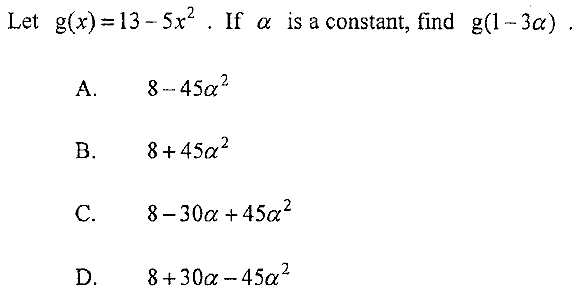 Let g(x) = 13 − 5x² . If α is a constant, find g(1 − 3α) .
A. 8 − 45α²
B. 8 + 45α²
C. 8 − 30α + 45α²
D. 8 + 30α − 45α²